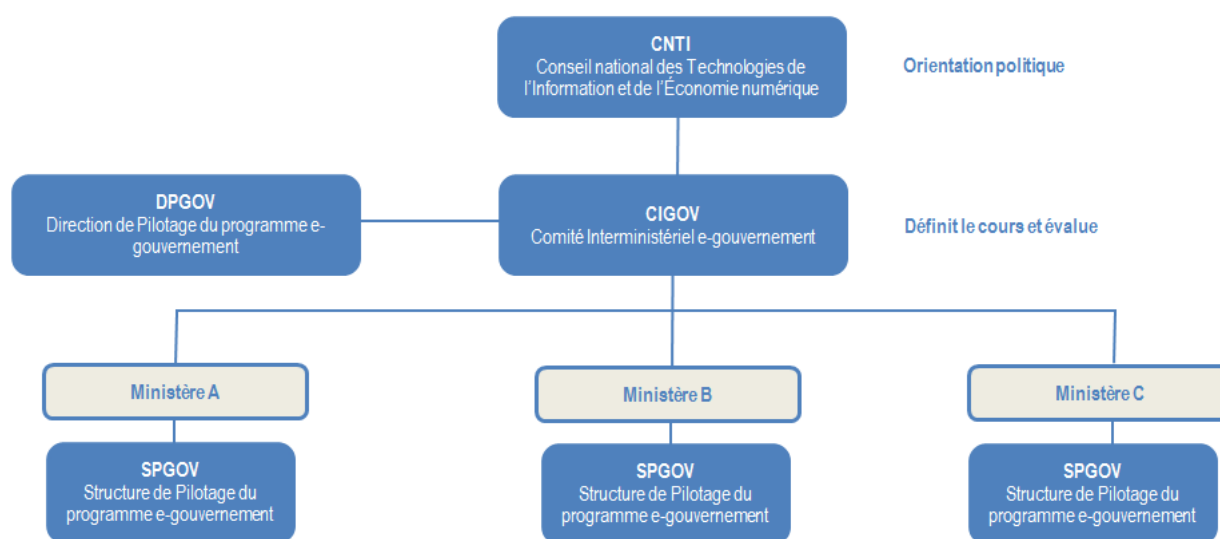 CNTI
Conseil national des Technologies de
l'Information et de l'Économie numérique
Orientation politique
DPGOV
Direction de Pilotage du programme e-
gouvernement
CIGOV
Comité Interministériel e-gouvernement
Définit le cours et évalue
Ministère A
Ministère B
Ministère C
SPGOV
Structure de Pilotage du
programme e-gouvernement
SPGOV
Structure de Pilotage du
programme e-gouvernement
SPGOV
Structure de Pilotage du
programme e-gouvernement